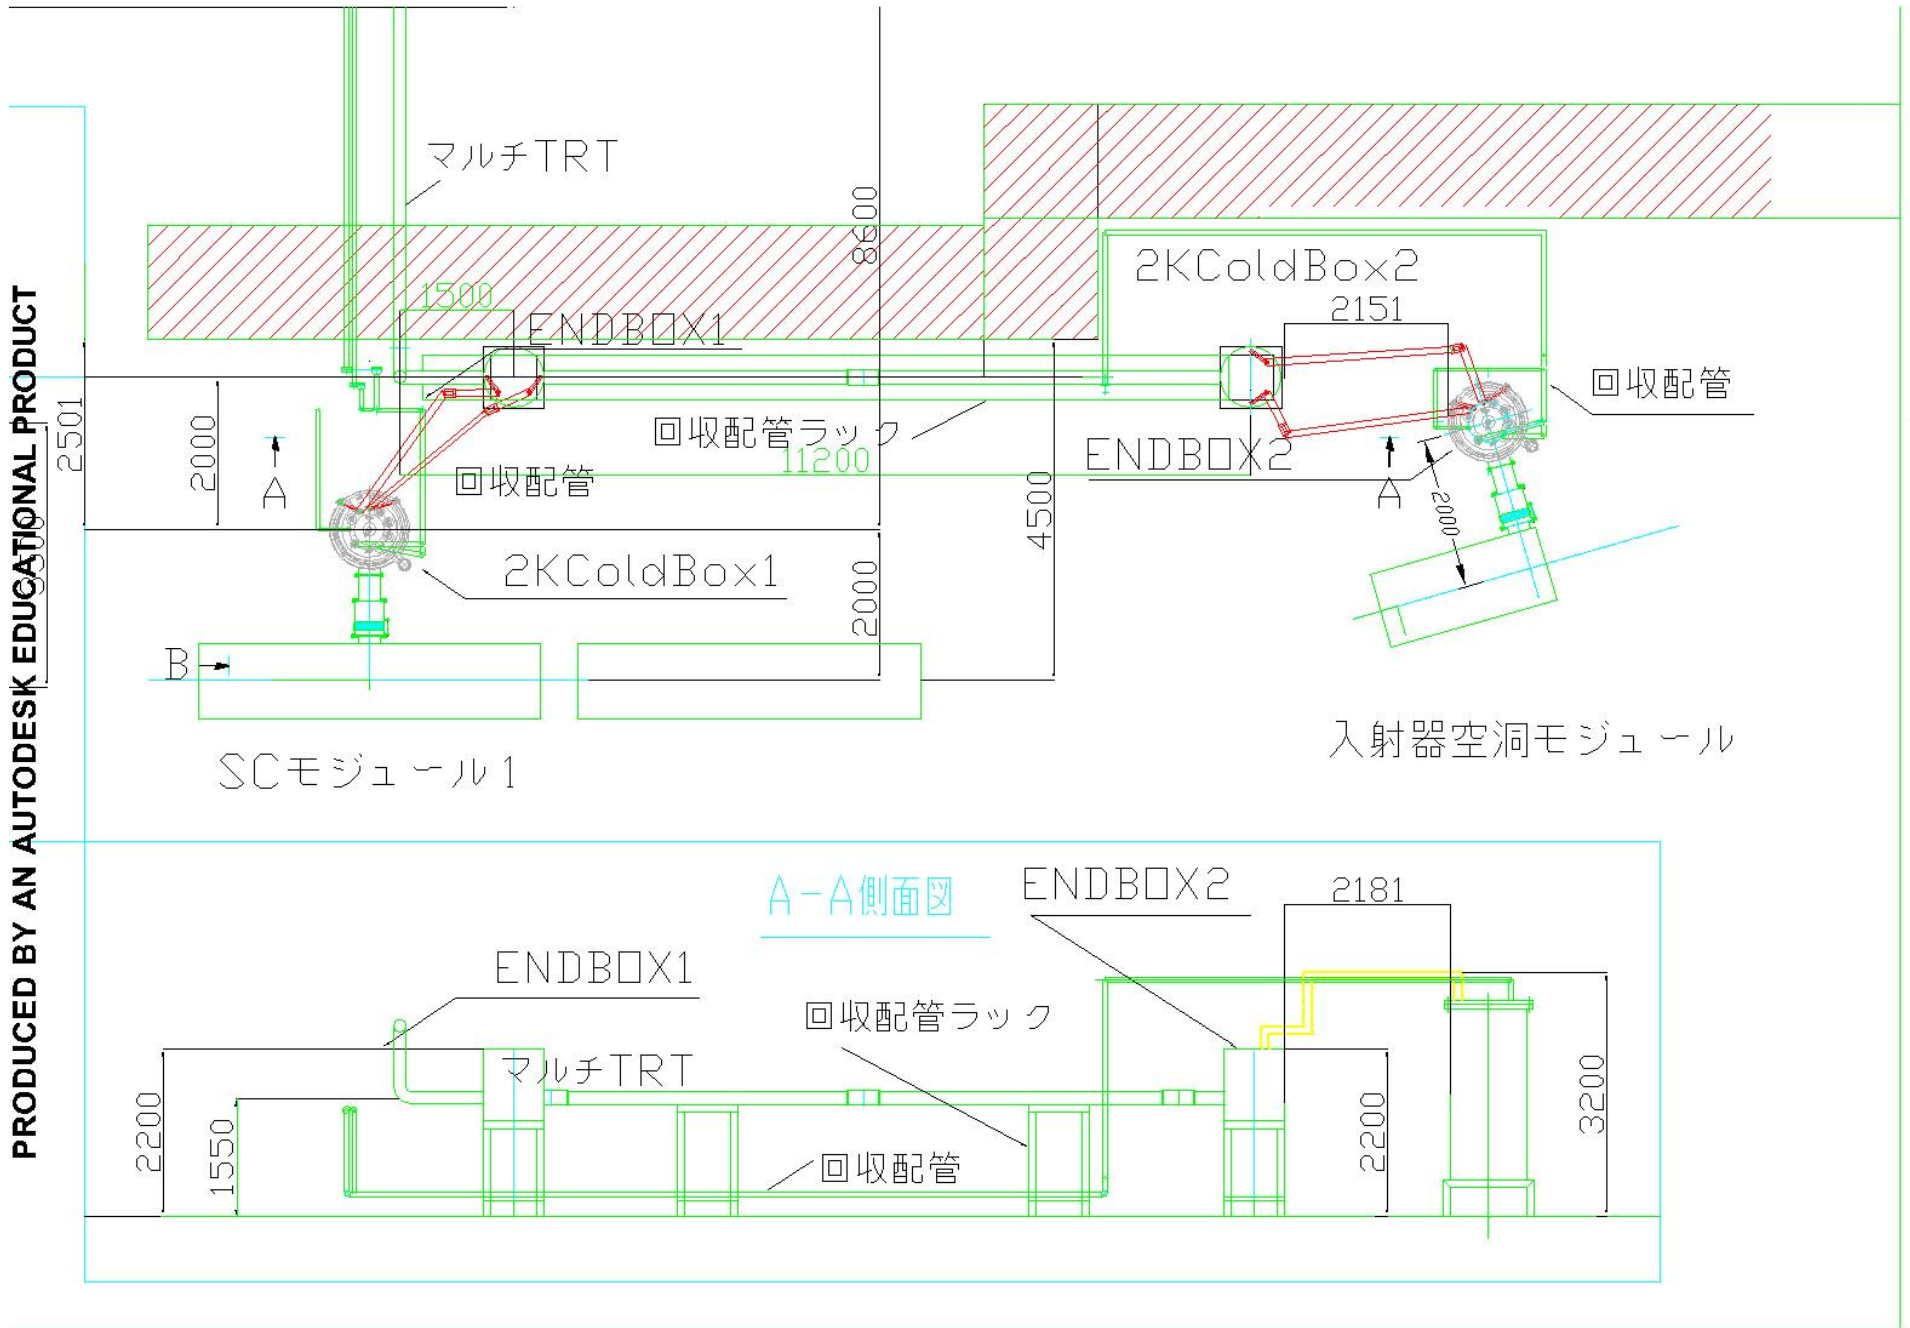 PRODUCED BY AN AUTODESK EDUCATIONAL PRODUCT
マルチTRT
8600
2KColdBox2
1500
2151
ENDBOX1
回収配管
2501
2000
回収配管ラック
11200
ENDBOX2
A
回収配管
A
2000
4500
2KColdBox1
2000
B
SCモジュール1
入射器空洞モジュール
A-A側面図
ENDBOX2
2181
ENDBOX1
回収配管ラック
マルチTRT
2200
1550
回収配管
2200
3200